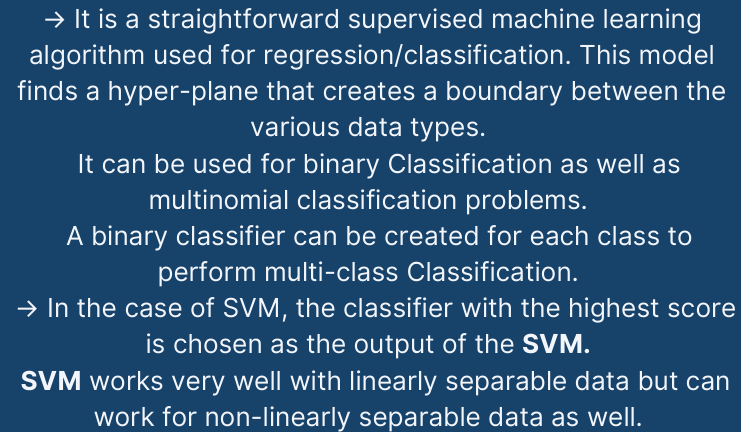 → It is a straightforward supervised machine learning
algorithm used for regression/classification. This model
finds a hyper-plane that creates a boundary between the
various data types.
It can be used for binary Classification as well as
multinomial classification problems.
A binary classifier can be created for each class to
perform multi-class Classification.
→ In the case of SVM, the classifier with the highest score
is chosen as the output of the SVM.
SVM works very well with linearly separable data but can
work for non-linearly separable data as well.